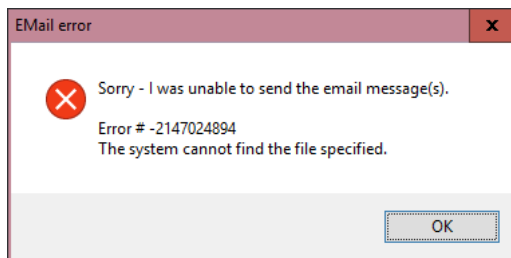 EMail error
x
Sorry - I was unable to send the email message(s).
Error # -2147024894
The system cannot find the file specified.
OK